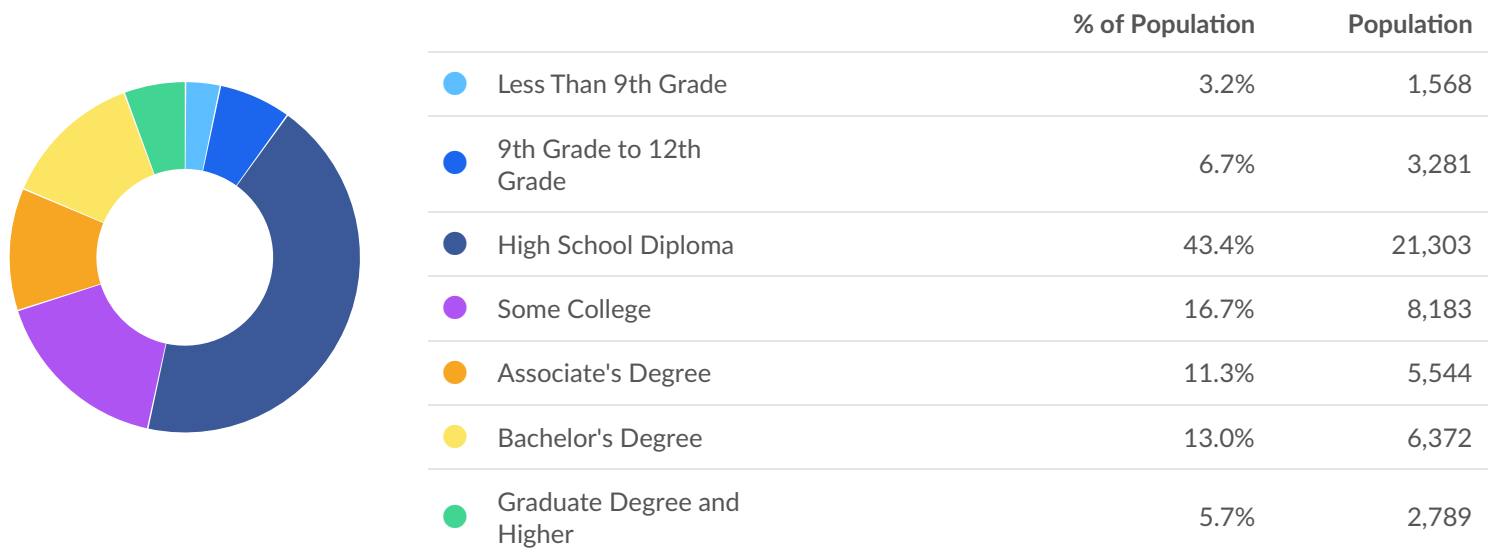 % of Population Population
Less Than 9th Grade 3.2% 1,568
9th Grade to 12th
Grade 6.7% 3,281
High School Diploma 43.4% 21,303
Some College 16.7% 8,183
Associate's Degree 11.3% 5,544
Bachelor's Degree 13.0% 6,372
Graduate Degree and
Higher 5.7% 2,789